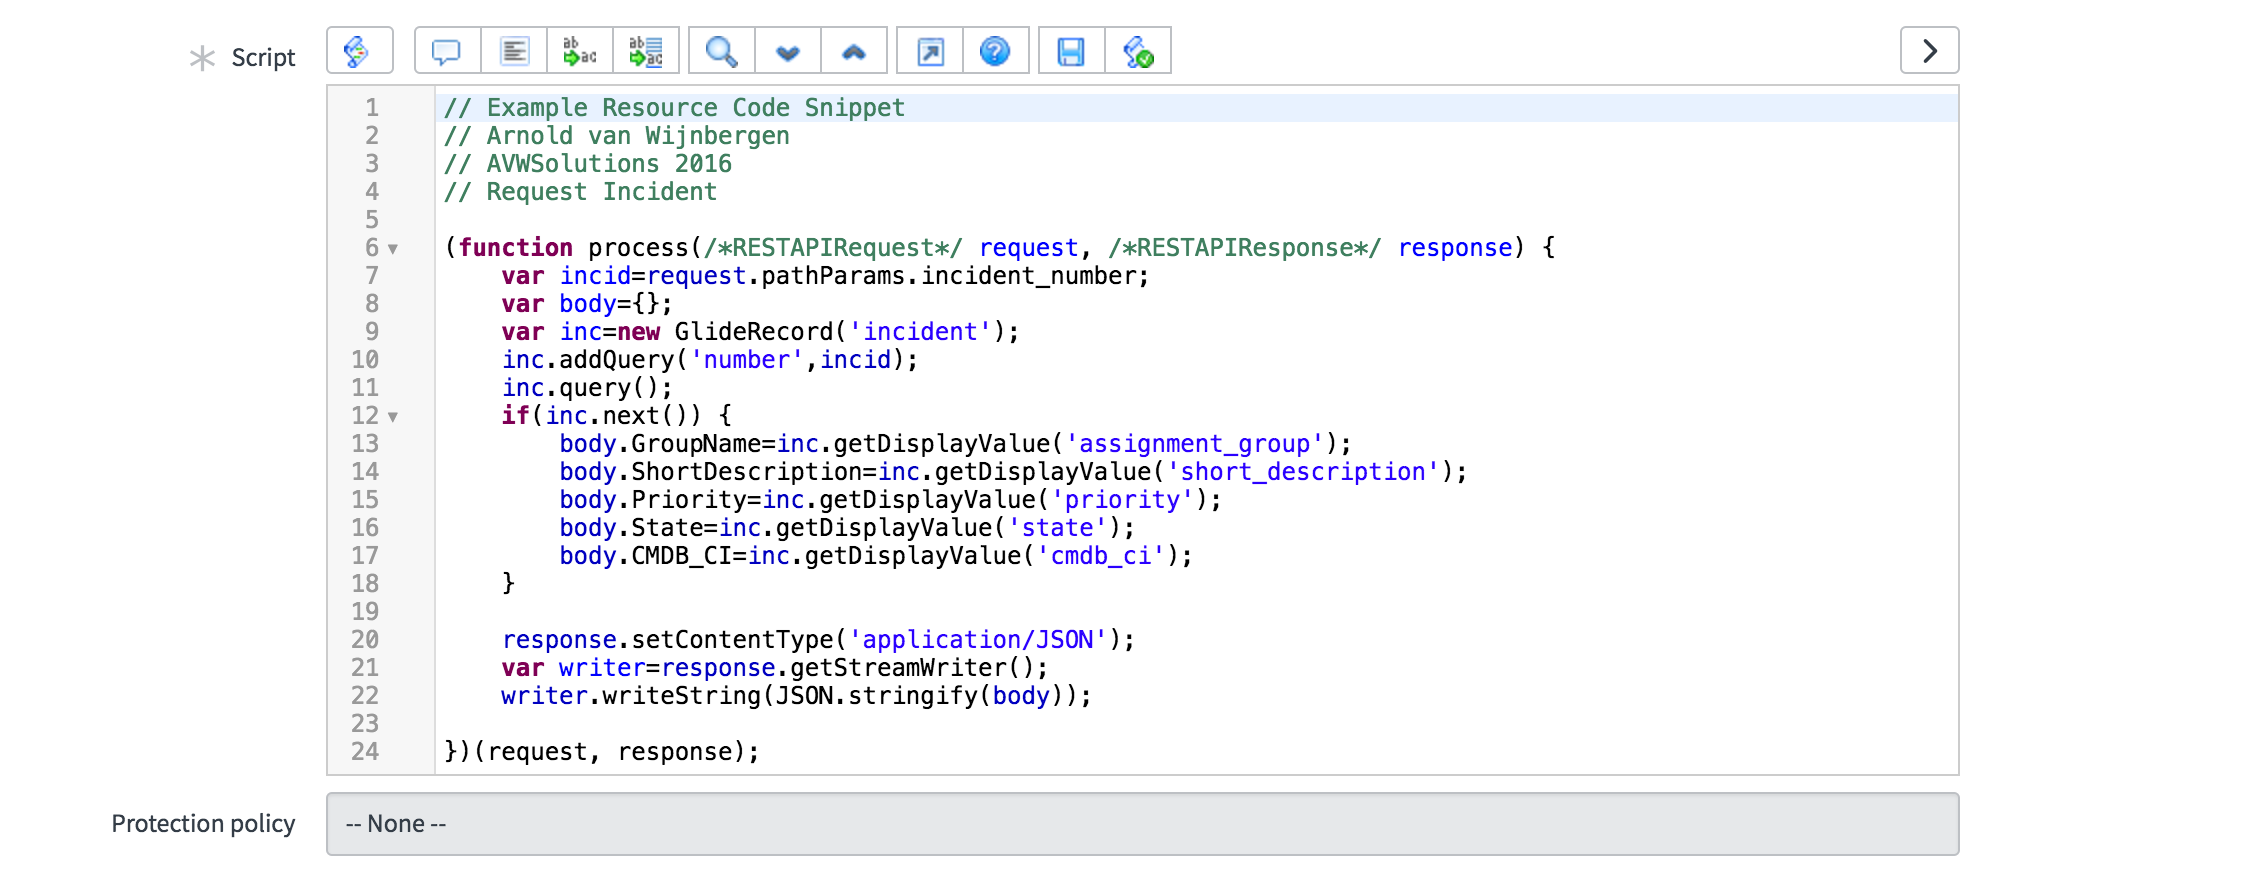 * Script
1 // Example Resource Code Snippet
2 // Arnold van Wijnbergen
3 // AVWSolutions 2016
4 // Request Incident
5
6 (function process(/*RESTAPIRequest*/ request, /*RESTAPIResponse*/ response) {
7     var incid=request.pathParams.incident_number;
8     var body={};
9     var inc=new GlideRecord('incident');
10     inc.addQuery('number',incid);
11     inc.query();
12     if(inc.next()) {
13         body.GroupName=inc.getDisplayValue('assignment_group');
14         body.ShortDescription=inc.getDisplayValue('short_description');
15         body.Priority=inc.getDisplayValue('priority');
16         body.State=inc.getDisplayValue('state');
17         body.CMDB_CI=inc.getDisplayValue('cmdb_ci');
18     }
19
20     response.setContentType('application/JSON');
21     var writer=response.getStreamWriter();
22     writer.writeString(JSON.stringify(body));
23
24 })(request, response);
Protection policy
-- None --